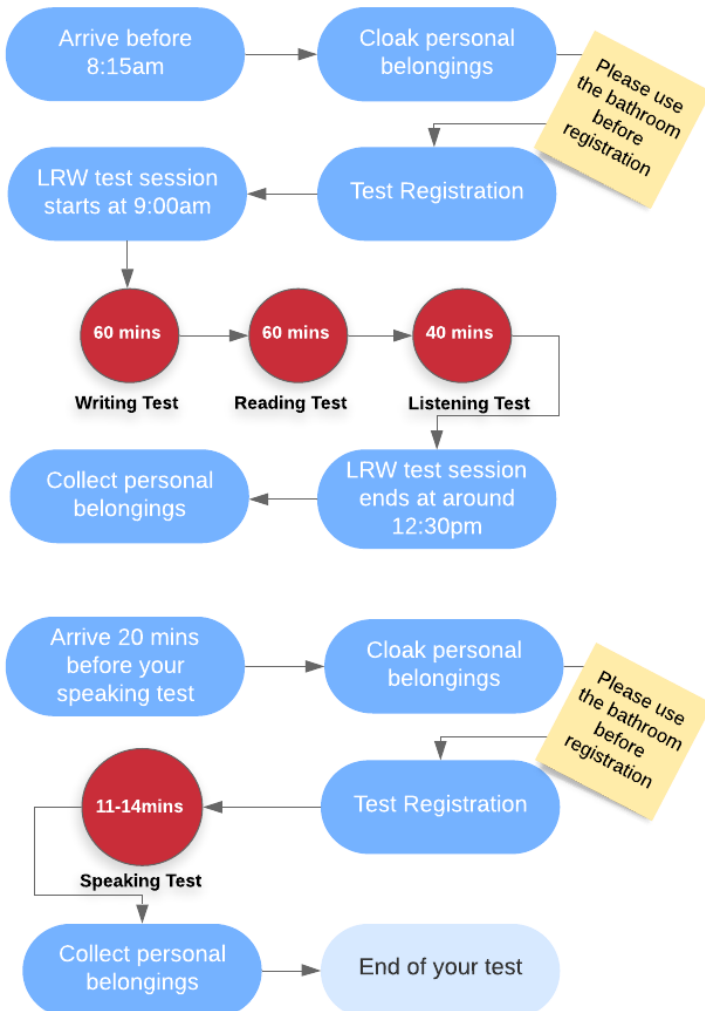 Arrive before
8:15am
Cloak personal
belongings
Please use
the bathroom
before
registration
Test Registration
LRW test session
starts at 9:00am
60 mins
Writing Test
60 mins
Reading Test
40 mins
Listening Test
LRW test session
ends at around
12:30pm
Collect personal
belongings
Arrive 20 mins
before your
speaking test
Cloak personal
belongings
Please use
the bathroom
before
registration
Test Registration
11-14mins
Speaking Test
Collect personal
belongings
End of your test